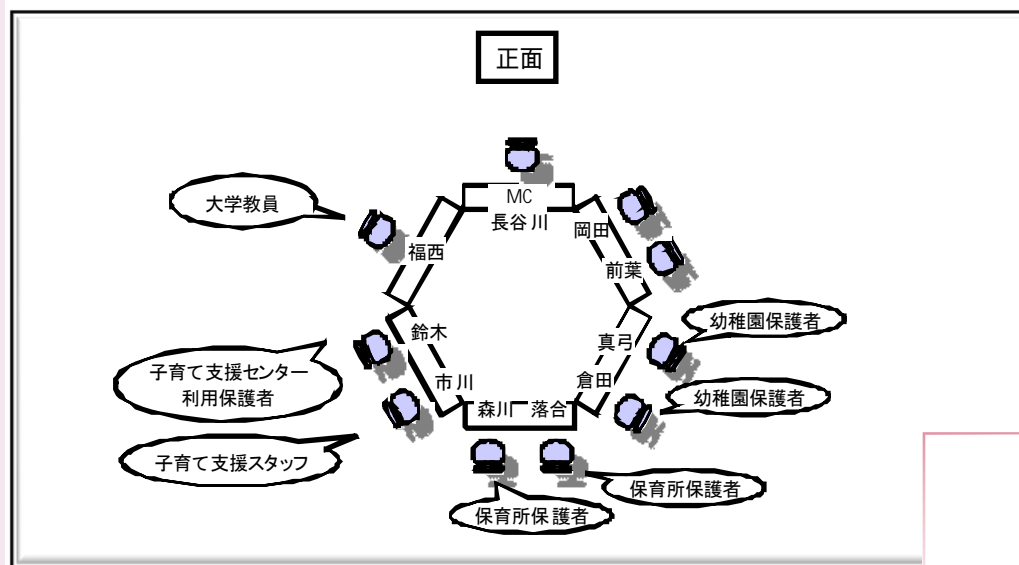 正面
MC
長谷川
大学教員
福西
岡田
前葉
鈴木
真弓
幼稚園保護者
子育て支援センター
利用保護者
市川
倉田
幼稚園保護者
森川
落合
子育て支援スタッフ
保育所保護者
保育所保護者